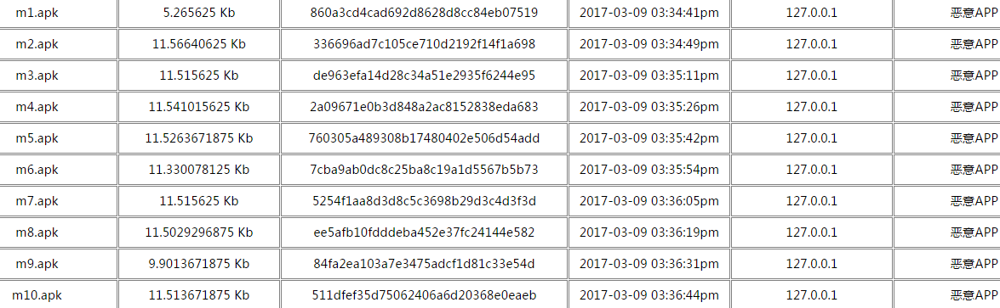 m1.apk 5.265625 Kb 860a3cd4cad692d8628d8cc84eb07519 2017-03-09 03:34:41pm 127.0.0.1 恶意APP
m2.apk 11.56640625 Kb 336696ad7c105ce710d2192f14f1a698 2017-03-09 03:34:49pm 127.0.0.1 恶意APP
m3.apk 11.515625 Kb de963efa14d28c34a51e2935f6244e95 2017-03-09 03:35:11pm 127.0.0.1 恶意APP
m4.apk 11.541015625 Kb 2a09671e0b3d848a2ac8152838eda683 2017-03-09 03:35:26pm 127.0.0.1 恶意APP
m5.apk 11.5263671875 Kb 760305a489308b17480402e506d54add 2017-03-09 03:35:42pm 127.0.0.1 恶意APP
m6.apk 11.330078125 Kb 7cba9ab0dc8c25ba8c19a1d5567b5b73 2017-03-09 03:35:54pm 127.0.0.1 恶意APP
m7.apk 11.515625 Kb 5254f1aa8d3d8c5c3698b29d3c4d3f3d 2017-03-09 03:36:05pm 127.0.0.1 恶意APP
m8.apk 11.5029296875 Kb ee5afb10fdddeba452e37fc24144e582 2017-03-09 03:36:19pm 127.0.0.1 恶意APP
m9.apk 9.9013671875 Kb 84fa2ea103a7e3475adcf1d81c33e54d 2017-03-09 03:36:31pm 127.0.0.1 恶意APP
m10.apk 11.513671875 Kb 511dfef35d75062406a6d20368e0eaeb 2017-03-09 03:36:44pm 127.0.0.1 恶意APP